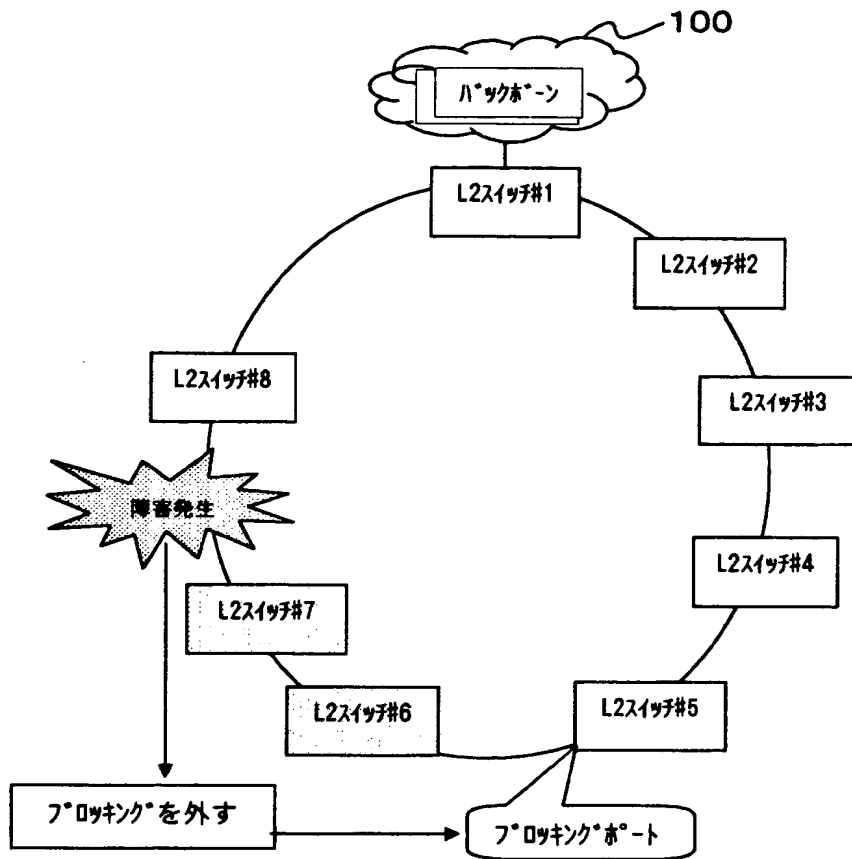 100
バックボーン
L2スイッチ#1
L2スイッチ#2
L2スイッチ#3
L2スイッチ#8
障害発生
L2スイッチ#4
L2スイッチ#7
L2スイッチ#6
L2スイッチ#5
ブロッキングを外す
ブロッキングポート